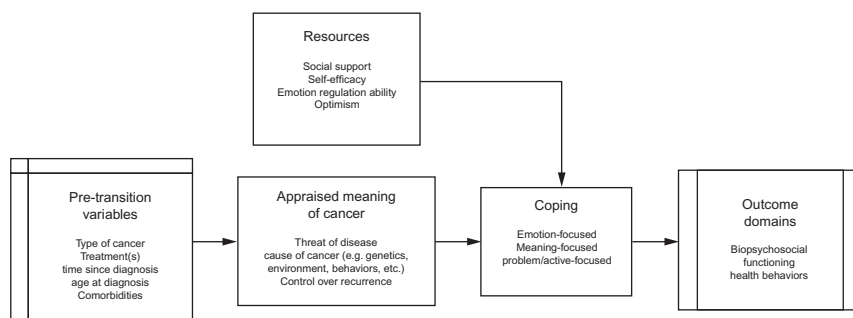 Resources
Social support
Self-efficacy
Emotion regulation ability
Optimism
Pre-transition
variables
Type of cancer
Treatment(s)
time since diagnosis
age at diagnosis
Comorbidities
Appraised meaning
of cancer
Threat of disease
cause of cancer (e.g. genetics,
environment, behaviors, etc.)
Control over recurrence
Coping
Emotion-focused
Meaning-focused
problem/active-focused
Outcome
domains
Biopsychosocial
functioning
health behaviors